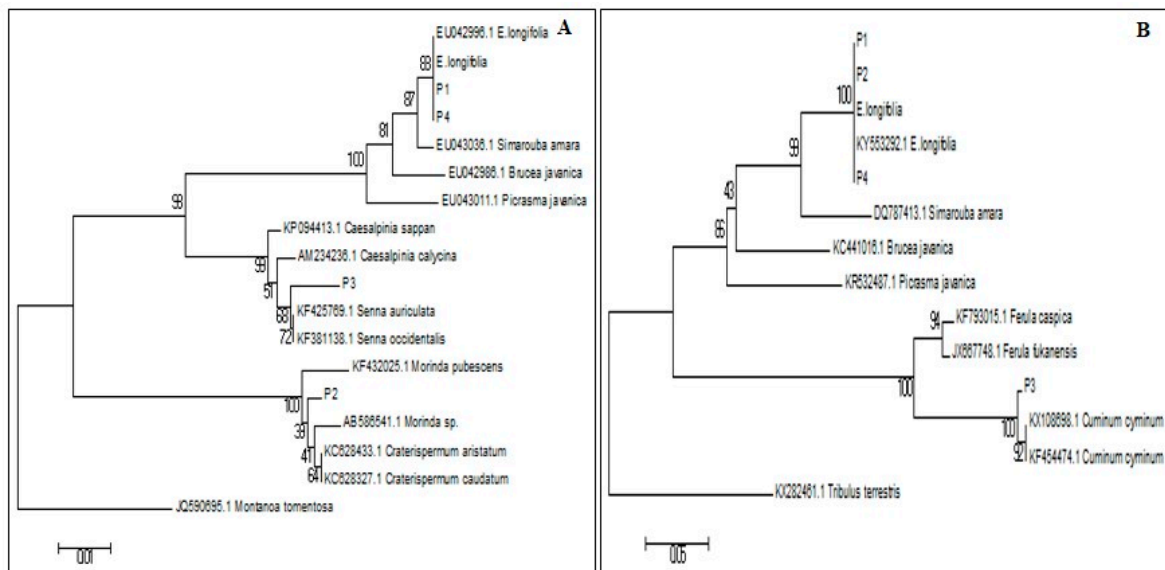 A
EU042996.1 E.longifolia
88
E.longifolia
P1
87
P4
81
EU043036.1 Simarouba amara
100
EU042986.1 Brucea javanica
EU043011.1 Picrasma javanica
98
KP094413.1 Caesalpinia sappan
AM234236.1 Caesalpinia calycina
99
51
P3
KF425769.1 Senna auriculata
68
KF381138.1 Senna occidentalis
72
KF432025.1 Morinda pubescens
P2
100
AB586541.1 Morinda sp.
39
KC628433.1 Craterispermum aristatum
41
KC628327.1 Craterispermum caudatum
64
JQ590695.1 Montanoa tomentosa
0.01
B
P1
P2
100
E.longifolia
KY553292.1 E.longifolia
99
P4
43
DQ787413.1 Simarouba amara
86
KC441016.1 Brucea javanica
KR532487.1 Picrasma javanica
KF793015.1 Ferula caspica
94
JX667748.1 Ferula fukanensis
100
P3
KX108698.1 Cuminum cyminum
100
92
KF454474.1 Cuminum cyminum
KX282461.1 Tribulus terrestris
0.05